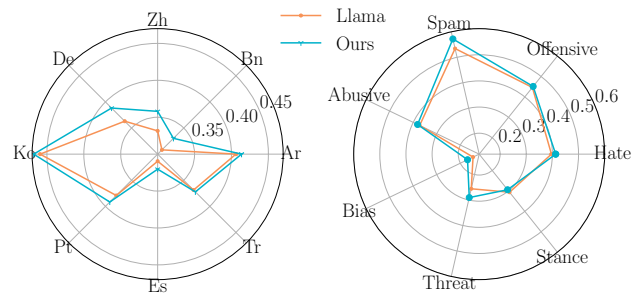 Llama
Ours
Zh
Bn
Ar
Tr
Es
Pt
Ko
De
0.35
0.40
0.45
Spam
Offensive
Hate
Stance
Threat
Bias
Abusive
0.2
0.3
0.4
0.5
0.6